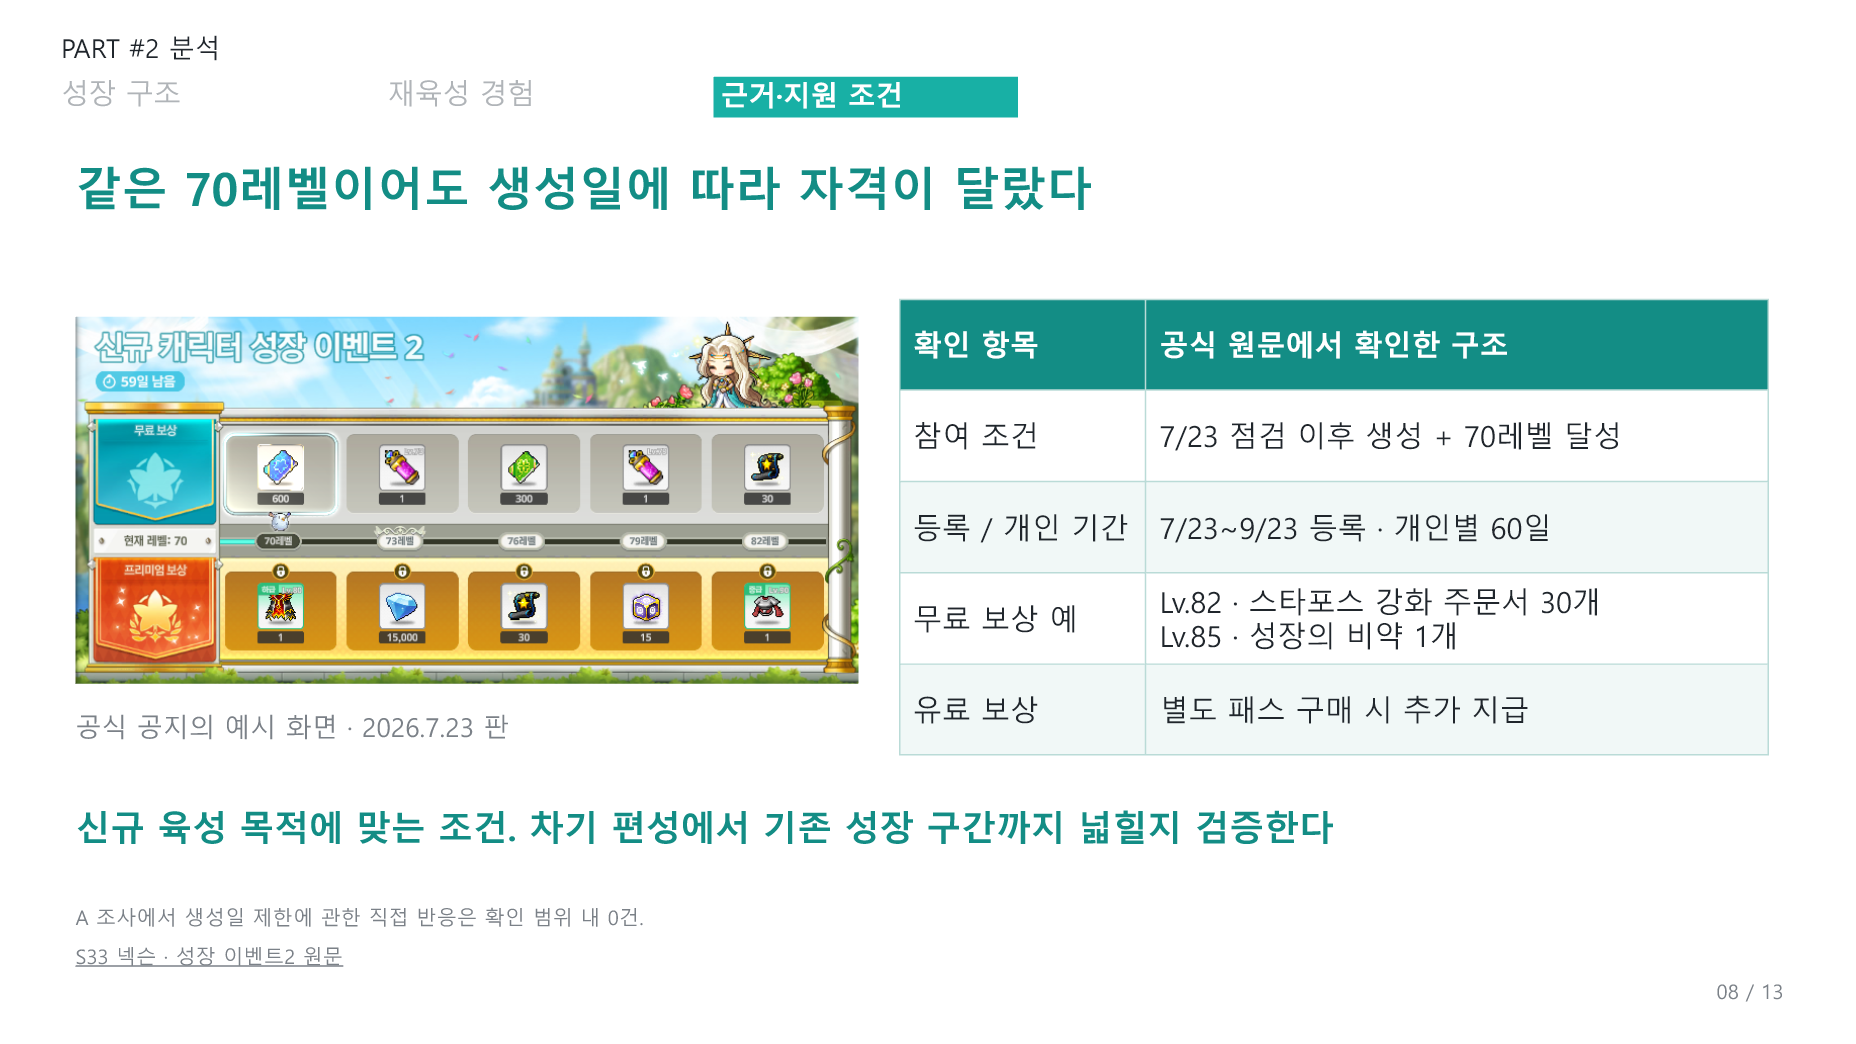 PART #2 분석
성장 구조
재육성 경험
근거·지원 조건
같은 70레벨이어도 생성일에 따라 자격이 달랐다
신규 캐릭터 성장 이벤트 2
59일 남음
무료 보상
600
1
300
1
30
현재 레벨: 70
70레벨
73레벨
76레벨
79레벨
82레벨
프리미엄 보상
1
15,000
30
15
1
공식 공지의 예시 화면 · 2026.7.23 판
확인 항목
공식 원문에서 확인한 구조
참여 조건
7/23 점검 이후 생성 + 70레벨 달성
등록 / 개인 기간
7/23~9/23 등록 · 개인별 60일
무료 보상 예
Lv.82 · 스타포스 강화 주문서 30개
Lv.85 · 성장의 비약 1개
유료 보상
별도 패스 구매 시 추가 지급
신규 육성 목적에 맞는 조건. 차기 편성에서 기존 성장 구간까지 넓힐지 검증한다
A 조사에서 생성일 제한에 관한 직접 반응은 확인 범위 내 0건.
S33 넥슨 · 성장 이벤트2 원문
08 / 13